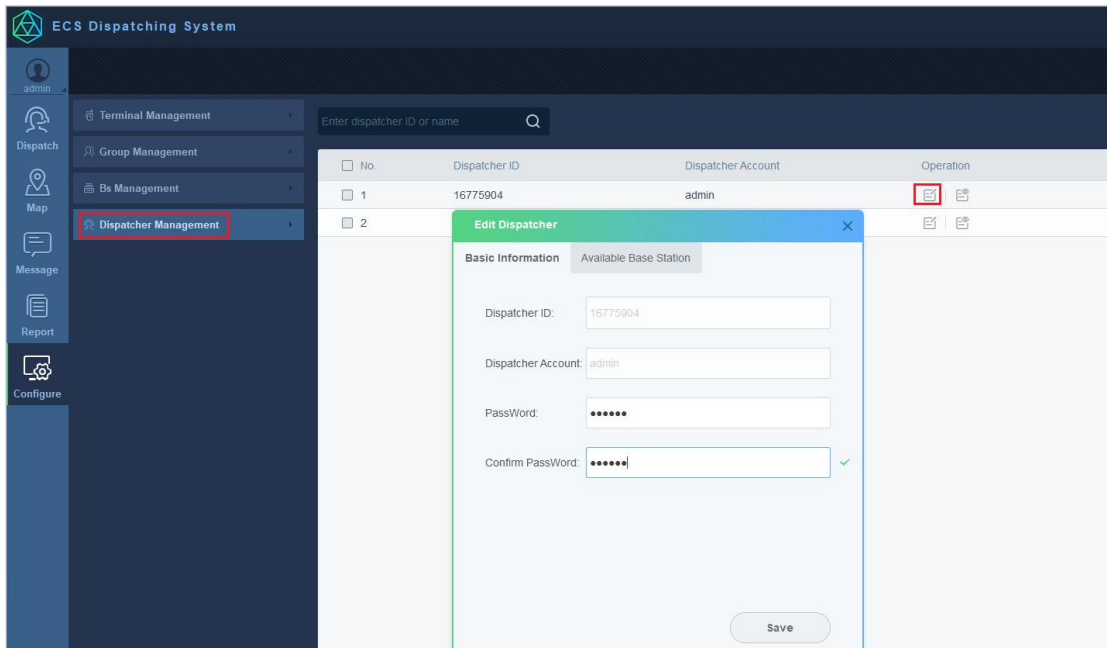 ECS Dispatching System
admin
Dispatch
Map
Message
Report
Configure
Terminal Management
Group Management
Bs Management
Dispatcher Management
Enter dispatcher ID or name
No. Dispatcher ID Dispatcher Account Operation
1 16775904 admin
2
Edit Dispatcher
Basic Information Available Base Station
Dispatcher ID: 16775904
Dispatcher Account: admin
PassWord: ●●●●●●
Confirm PassWord: ●●●●●●
Save